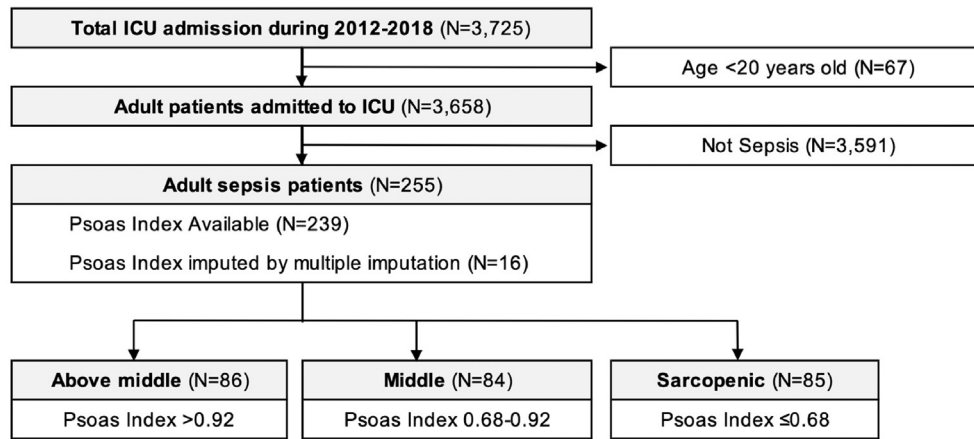 Total ICU admission during 2012-2018 (N=3,725)
Age <20 years old (N=67)
Adult patients admitted to ICU (N=3,658)
Not Sepsis (N=3,591)
Adult sepsis patients (N=255)
Psoas Index Available (N=239)
Psoas Index imputed by multiple imputation (N=16)
Above middle (N=86)
Psoas Index >0.92
Middle (N=84)
Psoas Index 0.68-0.92
Sarcopenic (N=85)
Psoas Index ≤0.68